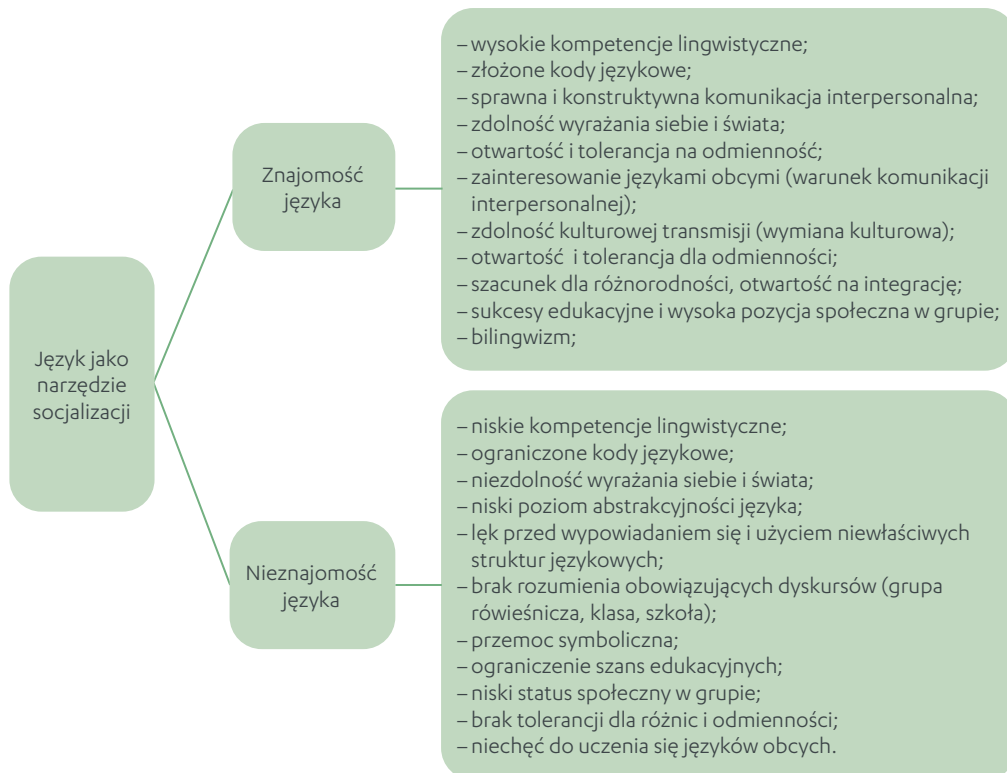 Język jako
narzędzie
socjalizacji
Znajomość
języka
– wysokie kompetencje lingwistyczne;
– złożone kody językowe;
– sprawna i konstruktywna komunikacja interpersonalna;
– zdolność wyrażania siebie i świata;
– otwartość i tolerancja na odmienność;
– zainteresowanie językami obcymi (warunek komunikacji
interpersonalnej);
– zdolność kulturowej transmisji (wymiana kulturowa);
– otwartość i tolerancja dla odmienności;
– szacunek dla różnorodności, otwartość na integrację;
– sukcesy edukacyjne i wysoka pozycja społeczna w grupie;
– bilingwizm;
Nieznajomość
języka
– niskie kompetencje lingwistyczne;
– ograniczone kody językowe;
– niezdolność wyrażania siebie i świata;
– niski poziom abstrakcyjności języka;
– lęk przed wypowiadaniem się i użyciem niewłaściwych
struktur językowych;
– brak rozumienia obowiązujących dyskursów (grupa
rówieśnicza, klasa, szkoła);
– przemoc symboliczna;
– ograniczenie szans edukacyjnych;
– niski status społeczny w grupie;
– brak tolerancji dla różnic i odmienności;
– niechęć do uczenia się języków obcych.